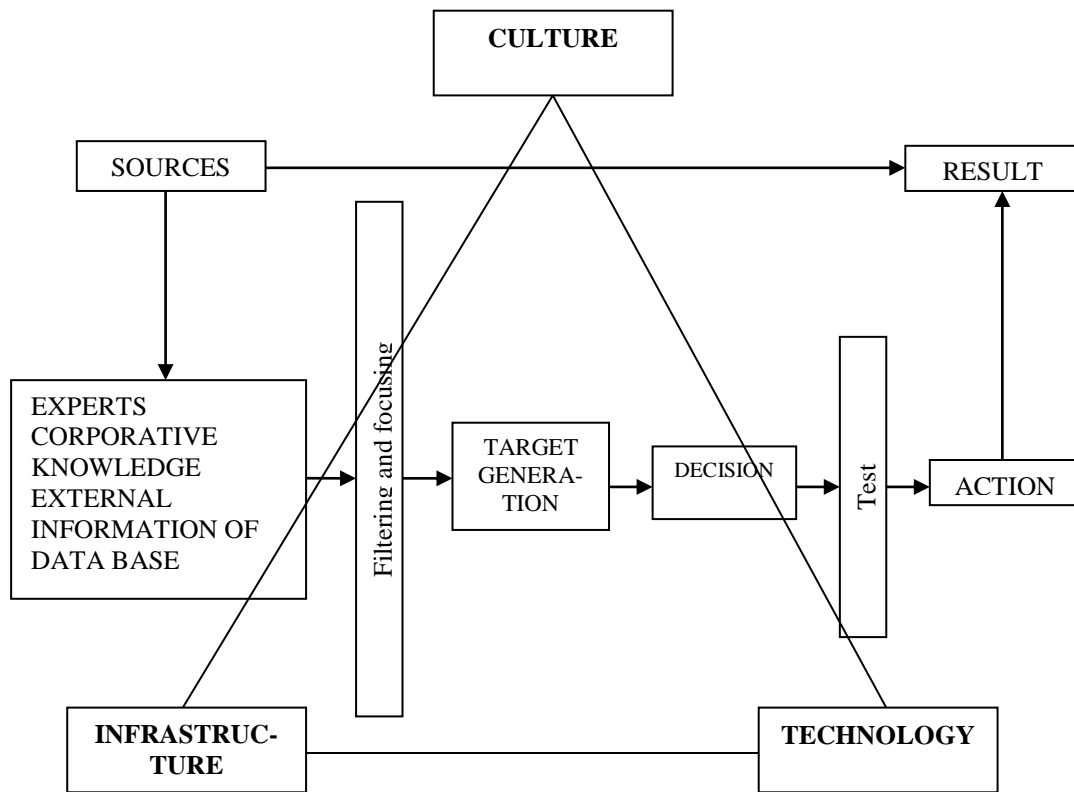 CULTURE
SOURCES
RESULT
EXPERTS
CORPORATIVE
KNOWLEDGE
EXTERNAL
INFORMATION OF
DATA BASE
Filtering and focusing
TARGET
GENERA-
TION
DECISION
Test
ACTION
INFRASTRUC-
TURE
TECHNOLOGY